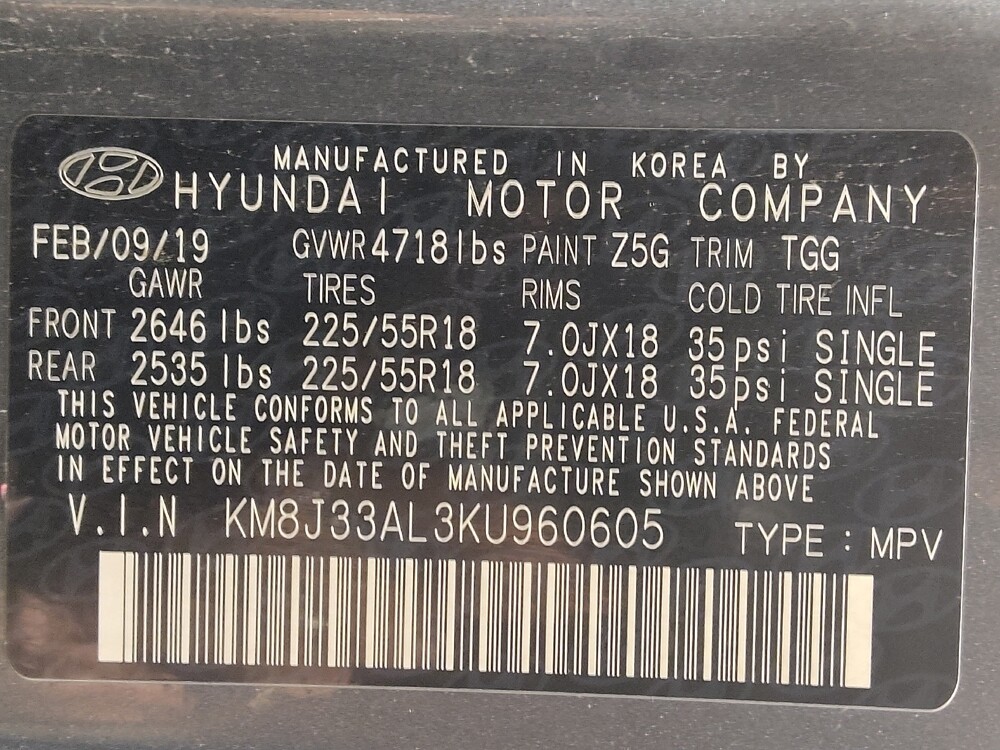 MANUFACTURED IN KOREA BY
HYUNDAI MOTOR COMPANY
FEB/09/19 GVWR 4718lbs PAINT Z5G TRIM TGG
GAWR TIRES RIMS COLD TIRE INFL
FRONT 2646 lbs 225/55R18 7.0JX18 35psi SINGLE
REAR 2535 lbs 225/55R18 7.0JX18 35psi SINGLE
THIS VEHICLE CONFORMS TO ALL APPLICABLE U.S.A. FEDERAL
MOTOR VEHICLE SAFETY AND THEFT PREVENTION STANDARDS
IN EFFECT ON THE DATE OF MANUFACTURE SHOWN ABOVE
V.I.N KM8J33AL3KU960605 TYPE : MPV